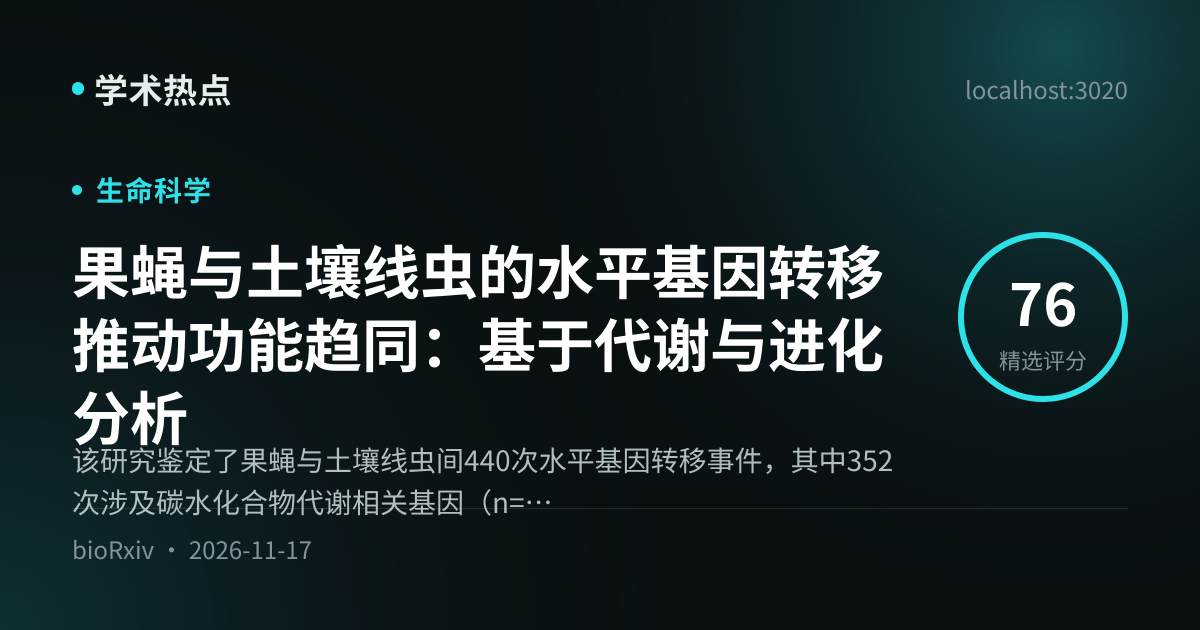 学术热点
localhost:3020
生命科学
果蝇与土壤线虫的水平基因转移
推动功能趋同：基于代谢与进化
分析
76
精选评分
该研究鉴定了果蝇与土壤线虫间440次水平基因转移事件，其中352
次涉及碳水化合物代谢相关基因（n=…
bioRxiv • 2026-11-17